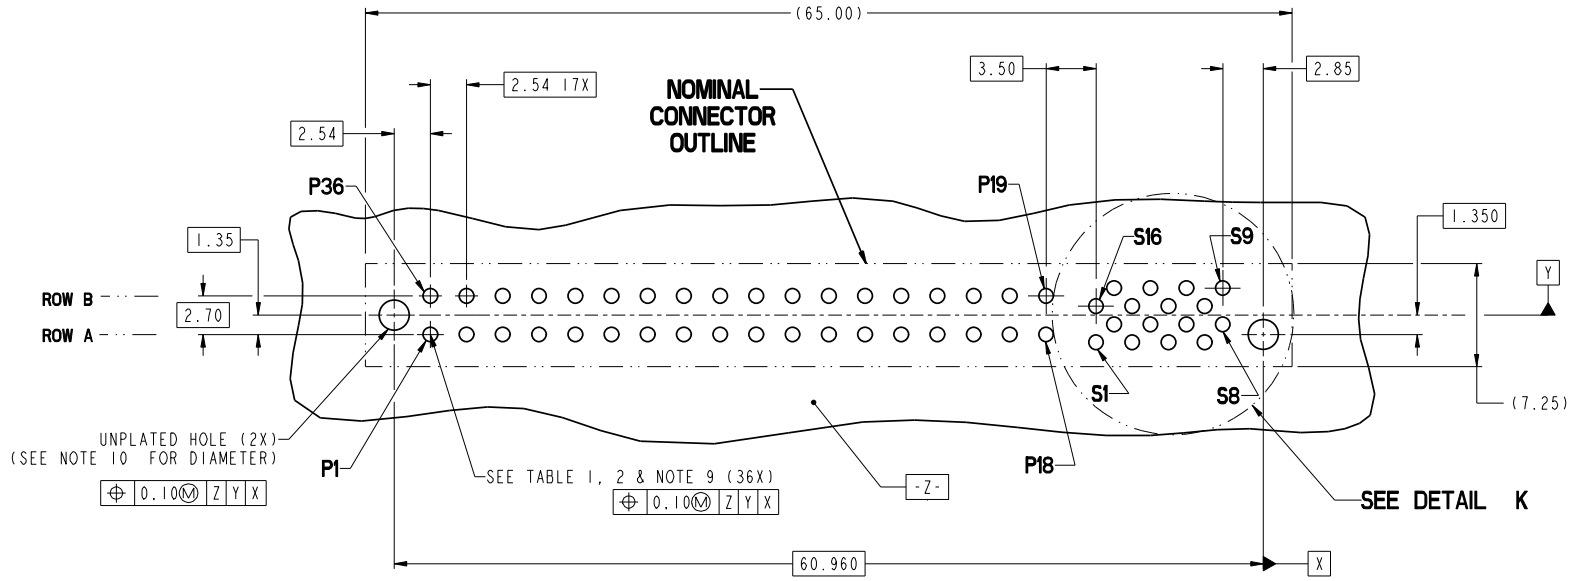 (65.00)
3.50
2.85
2.54 17X
2.54
NOMINAL
CONNECTOR
OUTLINE
P36
P19
1.350
1.35
S16
S9
Y
ROW B
2.70
ROW A
S1
S8
(7.25)
UNPLATED HOLE (2X)
(SEE NOTE 10 FOR DIAMETER)
P1
P18
SEE TABLE 1, 2 & NOTE 9 (36X)
⌖ 0.10Ⓜ Z Y X
⌖ 0.10Ⓜ Z Y X
-Z-
SEE DETAIL K
60.960
X